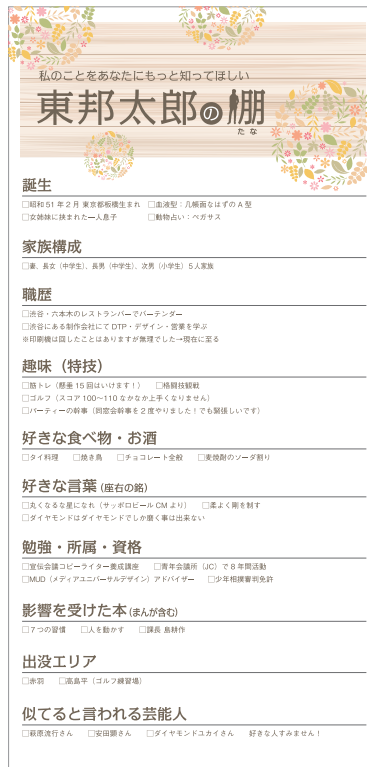 私のことをあなたにもっと知ってほしい
東邦太郎の棚
たな
誕生
□昭和51年2月 東京都板橋生まれ □血液型：几帳面なはずのA型
□女姉妹に挟まれた一人息子 □動物占い：ペガサス
家族構成
□妻、長女（中学生）、長男（中学生）、次男（小学生）5人家族
職歴
□渋谷・六本木のレストランバーでバーテンダー
□渋谷にある制作会社にてDTP・デザイン・営業を学ぶ
※印刷機は回したことはありますが無理でした→現在に至る
趣味（特技）
□筋トレ（懸垂15回はいけます！） □格闘技観戦
□ゴルフ（スコア100〜110なかなか上手くなりません）
□パーティーの幹事（同窓会幹事を2度やりました！でも緊張しいです）
好きな食べ物・お酒
□タイ料理 □焼き鳥 □チョコレート全般 □麦焼酎のソーダ割り
好きな言葉（座右の銘）
□丸くなるな星になれ（サッポロビールCMより） □柔よく剛を制す
□ダイヤモンドはダイヤモンドでしか磨く事は出来ない
勉強・所属・資格
□宣伝会議コピーライター養成講座 □青年会議所（JC）で8年間活動
□MUD（メディアユニバーサルデザイン）アドバイザー □少年相撲審判免許
影響を受けた本（まんが含む）
□7つの習慣 □人を動かす □課長 島耕作
出没エリア
□赤羽 □高島平（ゴルフ練習場）
似てると言われる芸能人
□萩原流行さん □安田顕さん □ダイヤモンドユカイさん 好きな人すみません！